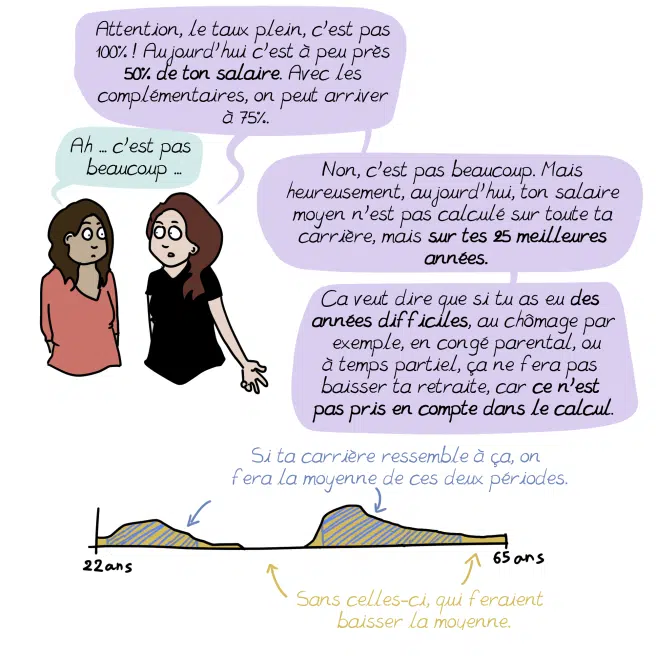 Attention, le taux plein, c'est pas
100% ! Aujourd'hui c'est à peu près
50% de ton salaire. Avec les
complémentaires, on peut arriver
à 75%.
Ah ... c'est pas
beaucoup ...
Non, c'est pas beaucoup. Mais
heureusement, aujourd'hui, ton salaire
moyen n'est pas calculé sur toute ta
carrière, mais sur tes 25 meilleures
années.
Ca veut dire que si tu as eu des
années difficiles, au chômage par
exemple, en congé parental, ou
à temps partiel, ça ne fera pas
baisser ta retraite, car ce n'est
pas pris en compte dans le calcul.
Si ta carrière ressemble à ça, on
fera la moyenne de ces deux périodes.
22 ans
65 ans
Sans celles-ci, qui feraient
baisser la moyenne.